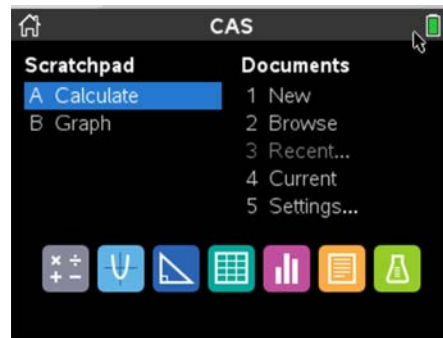 CAS
Scratchpad
A Calculate
B Graph
Documents
1 New
2 Browse
3 Recent...
4 Current
5 Settings...